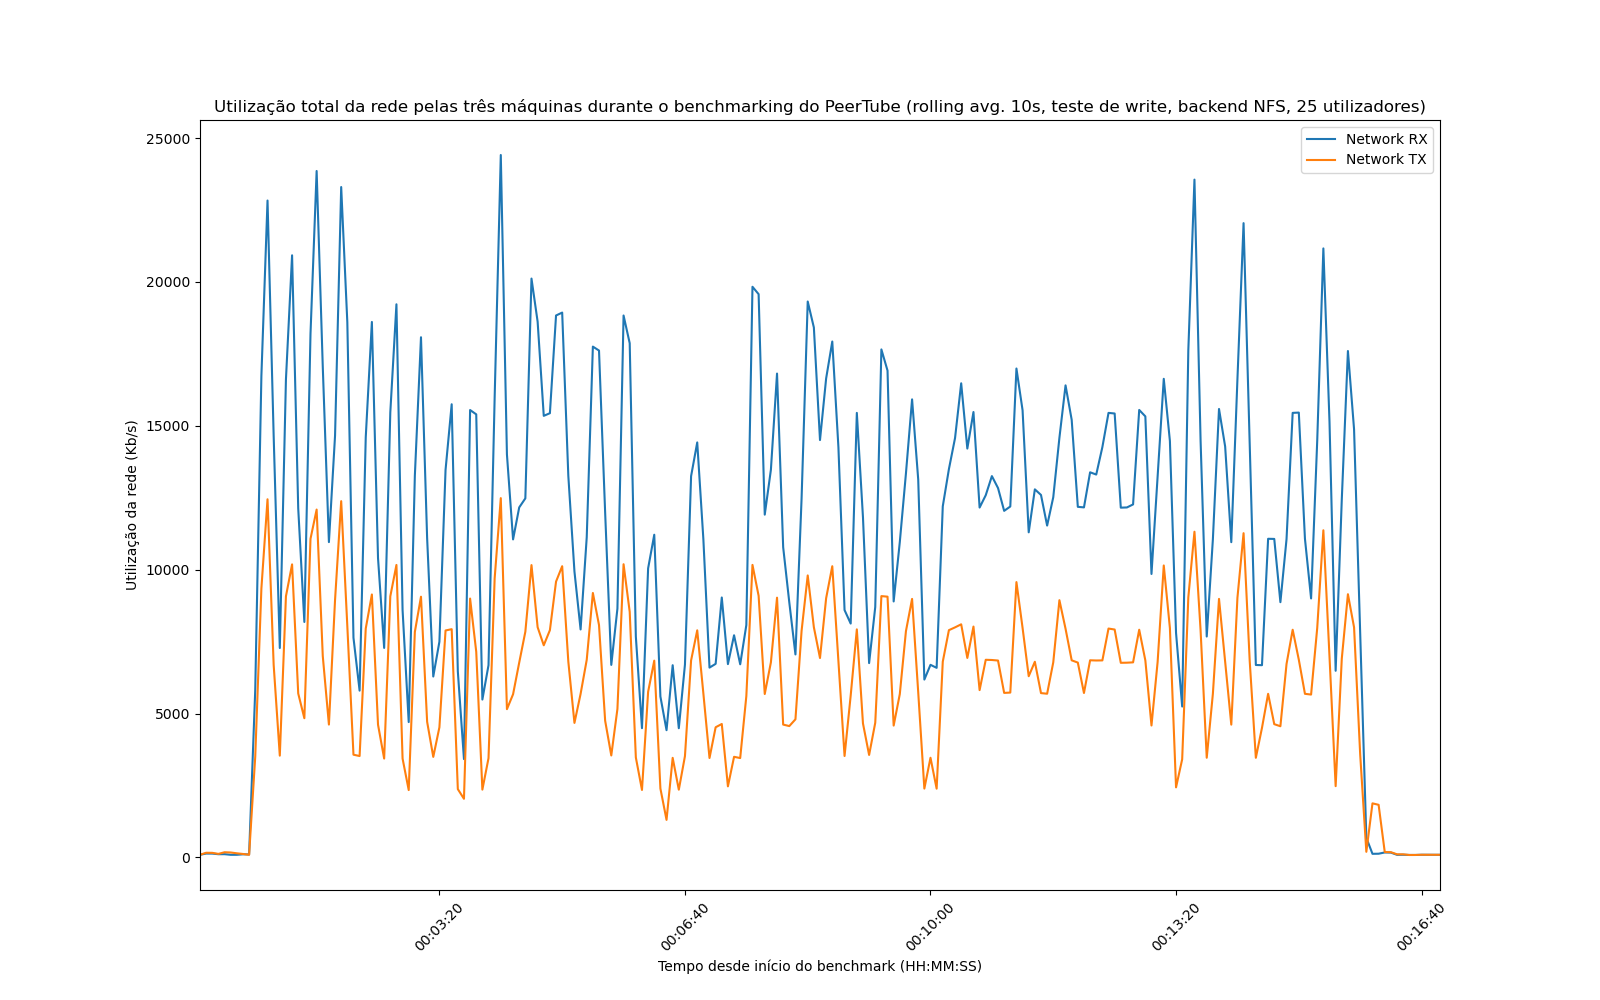 Utilização total da rede pelas três máquinas durante o benchmarking do PeerTube (rolling avg. 10s, teste de write, backend NFS, 25 utilizadores)
Network RX
Network TX
25000
20000
15000
10000
5000
0
Utilização da rede (Kb/s)
00:03:20
00:06:40
00:10:00
00:13:20
00:16:40
Tempo desde início do benchmark (HH:MM:SS)